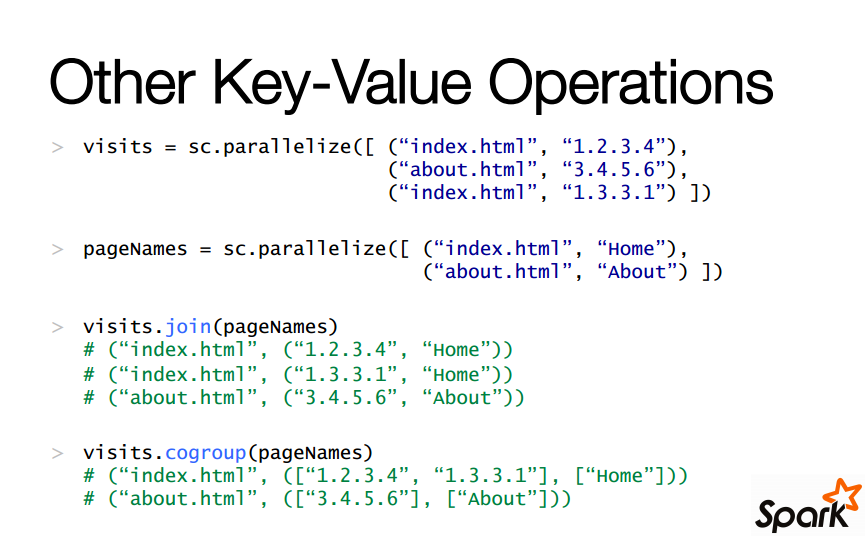 Other Key-Value Operations
> visits = sc.parallelize([ (“index.html”, “1.2.3.4”),
(“about.html”, “3.4.5.6”),
(“index.html”, “1.3.3.1”) ])
> pageNames = sc.parallelize([ (“index.html”, “Home”),
(“about.html”, “About”) ])
> visits.join(pageNames)
# (“index.html”, (“1.2.3.4”, “Home”))
# (“index.html”, (“1.3.3.1”, “Home”))
# (“about.html”, (“3.4.5.6”, “About”))
> visits.cogroup(pageNames)
# (“index.html”, ([“1.2.3.4”, “1.3.3.1”], [“Home”]))
# (“about.html”, ([“3.4.5.6”], [“About”]))
Spark